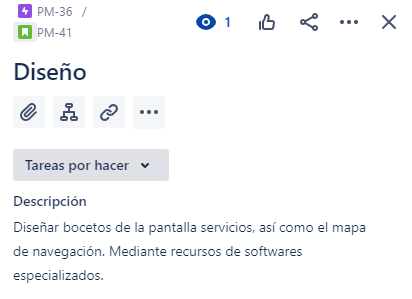 PM-36 /
PM-41
1
Diseño
Tareas por hacer
Descripción
Diseñar bocetos de la pantalla servicios, así como el mapa
de navegación. Mediante recursos de softwares
especializados.